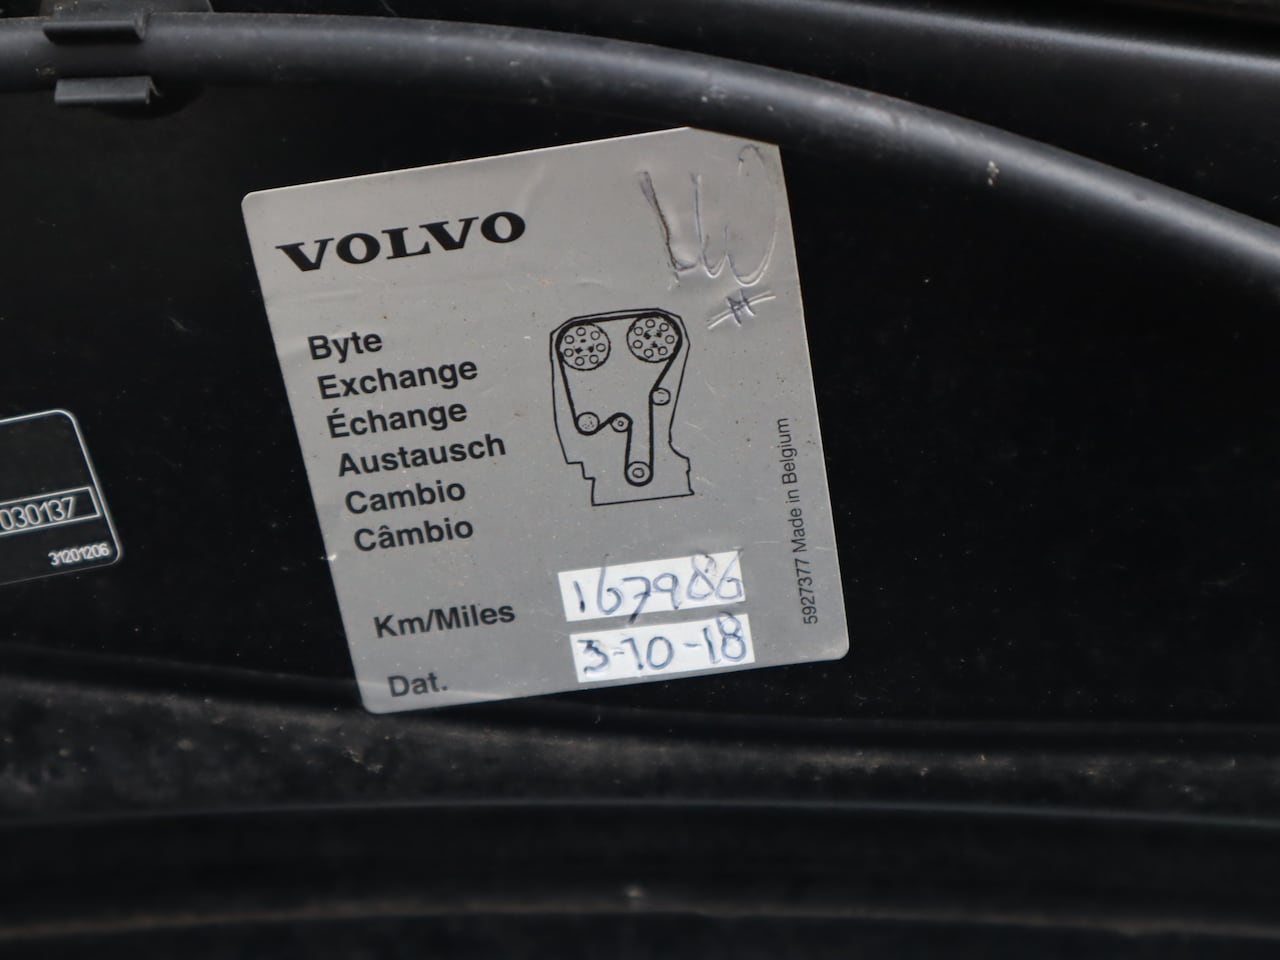 VOLVO
Byte
Exchange
Échange
Austausch
Cambio
Câmbio
Km/Miles 167986
Dat. 3-10-18
5927377 Made in Belgium
030137
31201206